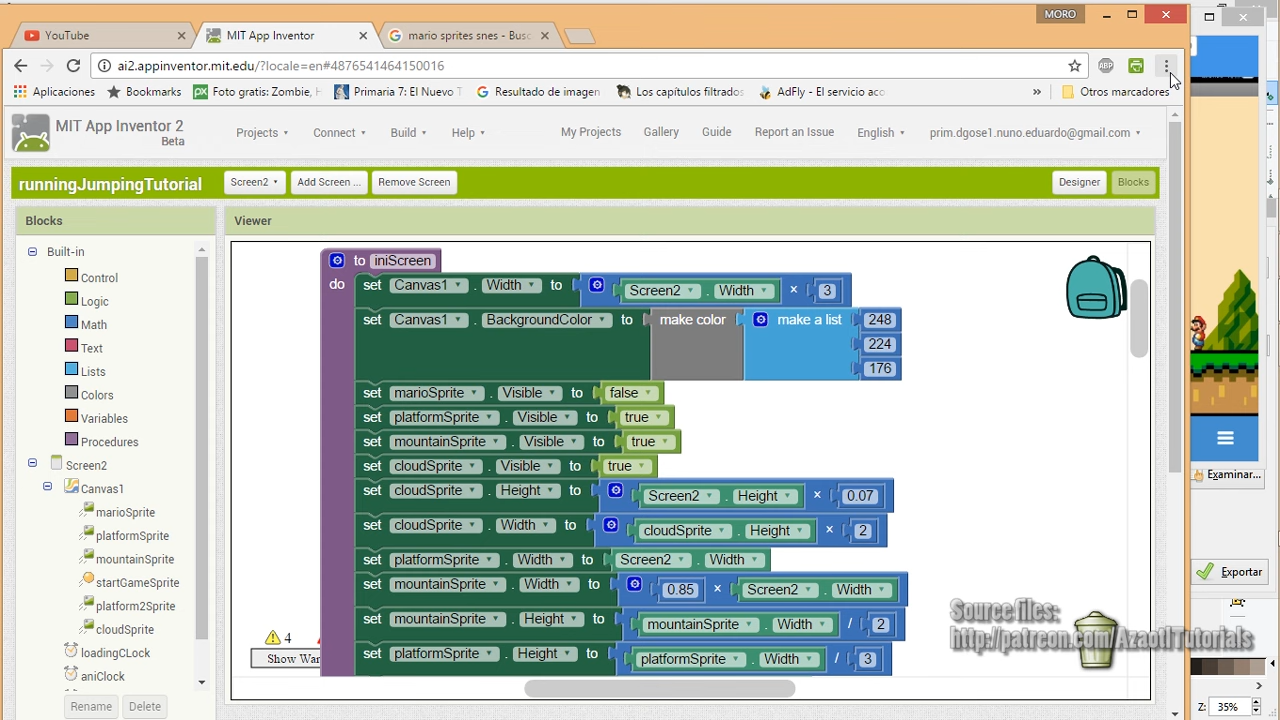 MORO
YouTube
MIT App Inventor
mario sprites snes - Busc
ai2.appinventor.mit.edu/?locale=en#4876541464150016
ABP
Aplicaciones
Bookmarks
Foto gratis: Zombie, H
Primaria 7: El Nuevo T
Resultado de imagen
Los capítulos filtrados
AdFly - El servicio aco
»
Otros marcadores
MIT App Inventor 2
Beta
Projects
Connect
Build
Help
My Projects
Gallery
Guide
Report an Issue
English
prim.dgose1.nuno.eduardo@gmail.com
runningJumpingTutorial
Screen2
Add Screen ...
Remove Screen
Designer
Blocks
Blocks
Viewer
Built-in
Control
Logic
Math
Text
Lists
Colors
Variables
Procedures
Screen2
Canvas1
marioSprite
platformSprite
mountainSprite
startGameSprite
platform2Sprite
cloudSprite
loadingCLock
aniClock
Rename
Delete
to iniScreen
do set Canvas1 . Width to Screen2 . Width × 3
set Canvas1 . BackgroundColor to make color make a list 248
224
176
set marioSprite . Visible to false
set platformSprite . Visible to true
set mountainSprite . Visible to true
set cloudSprite . Visible to true
set cloudSprite . Height to Screen2 . Height × 0.07
set cloudSprite . Width to cloudSprite . Height × 2
set platformSprite . Width to Screen2 . Width
set mountainSprite . Width to 0.85 × Screen2 . Width
set mountainSprite . Height to mountainSprite . Width / 2
set platformSprite . Height to platformSprite . Width / 3
4
Show War
Source files:
http://patreon.com/AzaotlTutorials
Examinar...
Exportar
Z: 35%